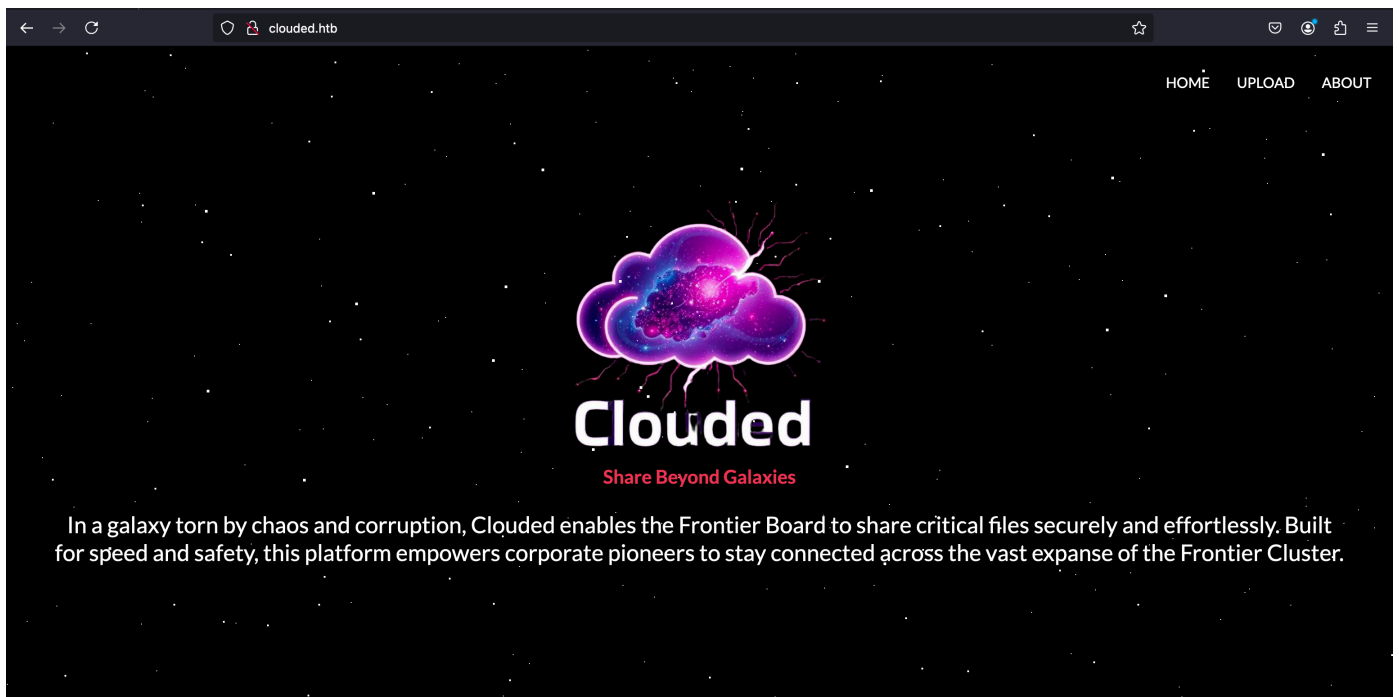 clouded.htb
HOME UPLOAD ABOUT
Clouded
Share Beyond Galaxies
In a galaxy torn by chaos and corruption, Clouded enables the Frontier Board to share critical files securely and effortlessly. Built
for speed and safety, this platform empowers corporate pioneers to stay connected across the vast expanse of the Frontier Cluster.